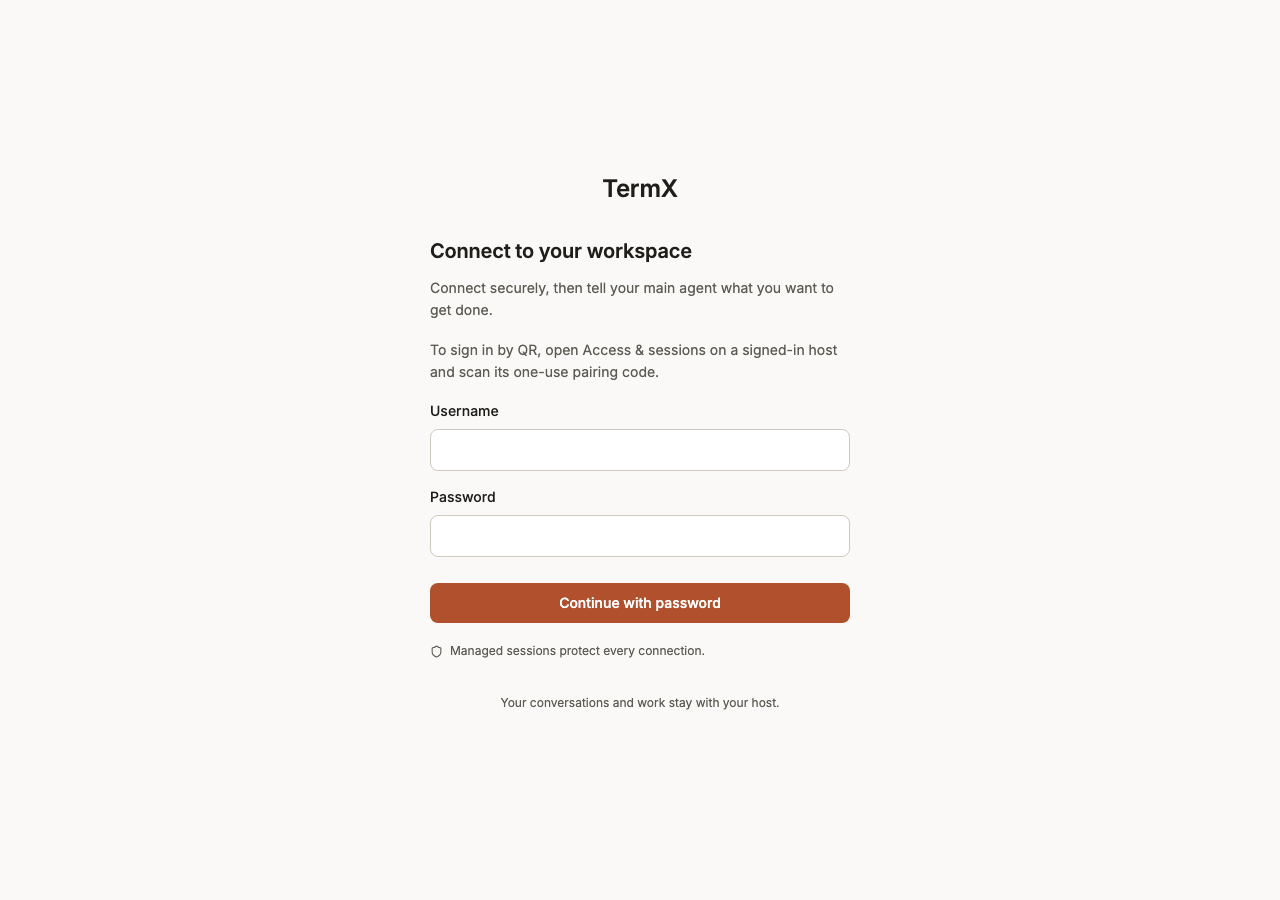 TermX
Connect to your workspace
Connect securely, then tell your main agent what you want to
get done.
To sign in by QR, open Access & sessions on a signed-in host
and scan its one-use pairing code.
Username
Password
Continue with password
Managed sessions protect every connection.
Your conversations and work stay with your host.